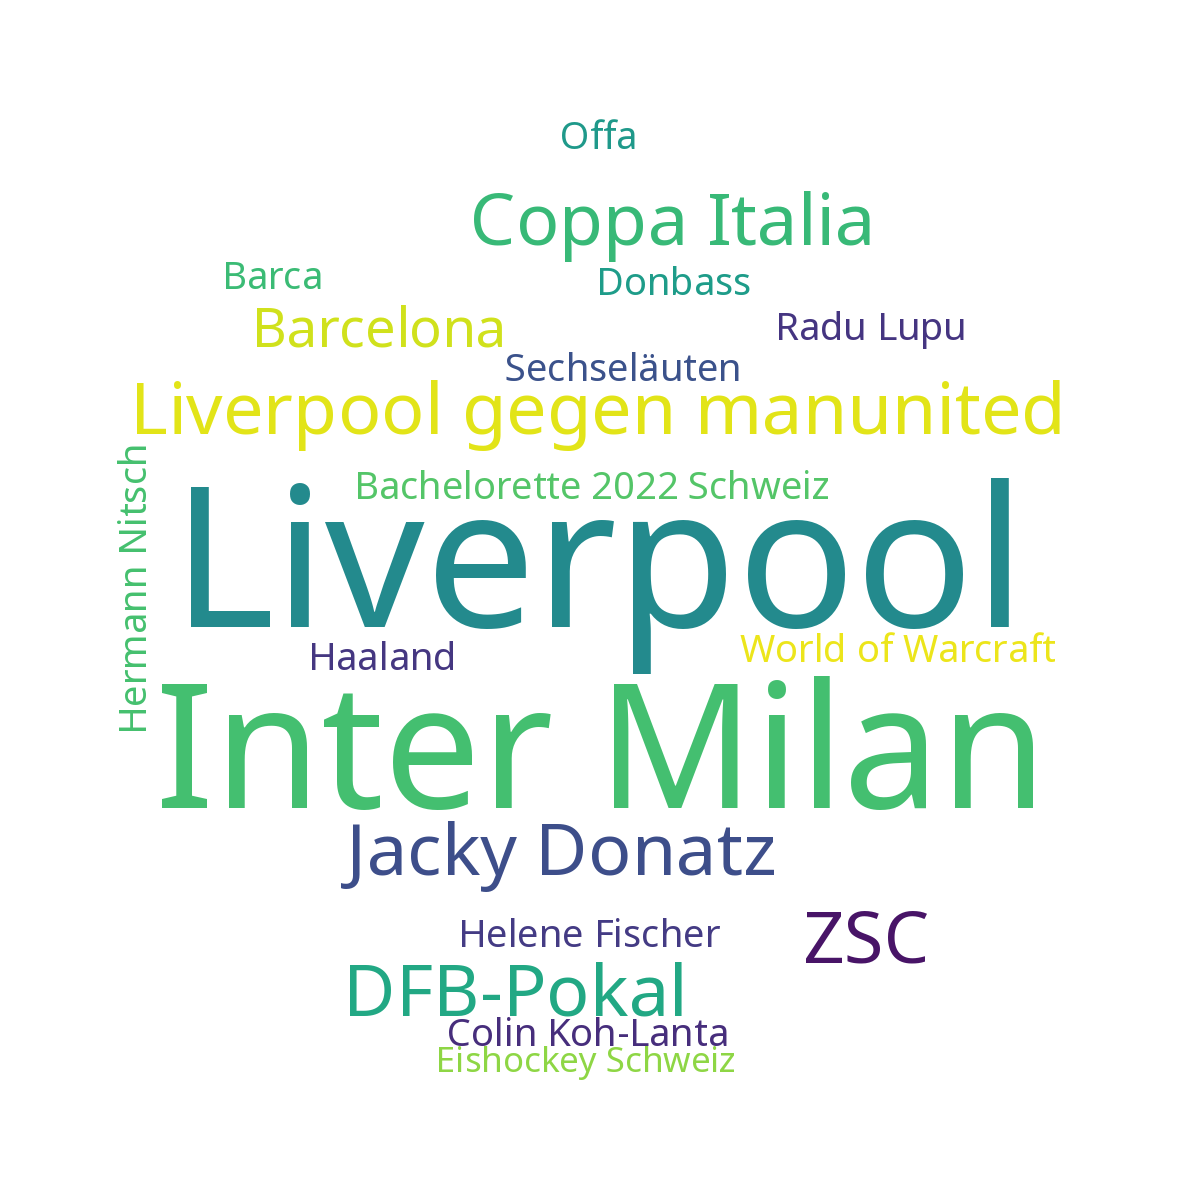 Offa
Coppa Italia
Barca
Donbass
Barcelona
Radu Lupu
Sechseläuten
Liverpool gegen manunited
Hermann Nitsch
Bachelorette 2022 Schweiz
Liverpool
Haaland
World of Warcraft
Inter Milan
Jacky Donatz
Helene Fischer
ZSC
DFB-Pokal
Colin Koh-Lanta
Eishockey Schweiz